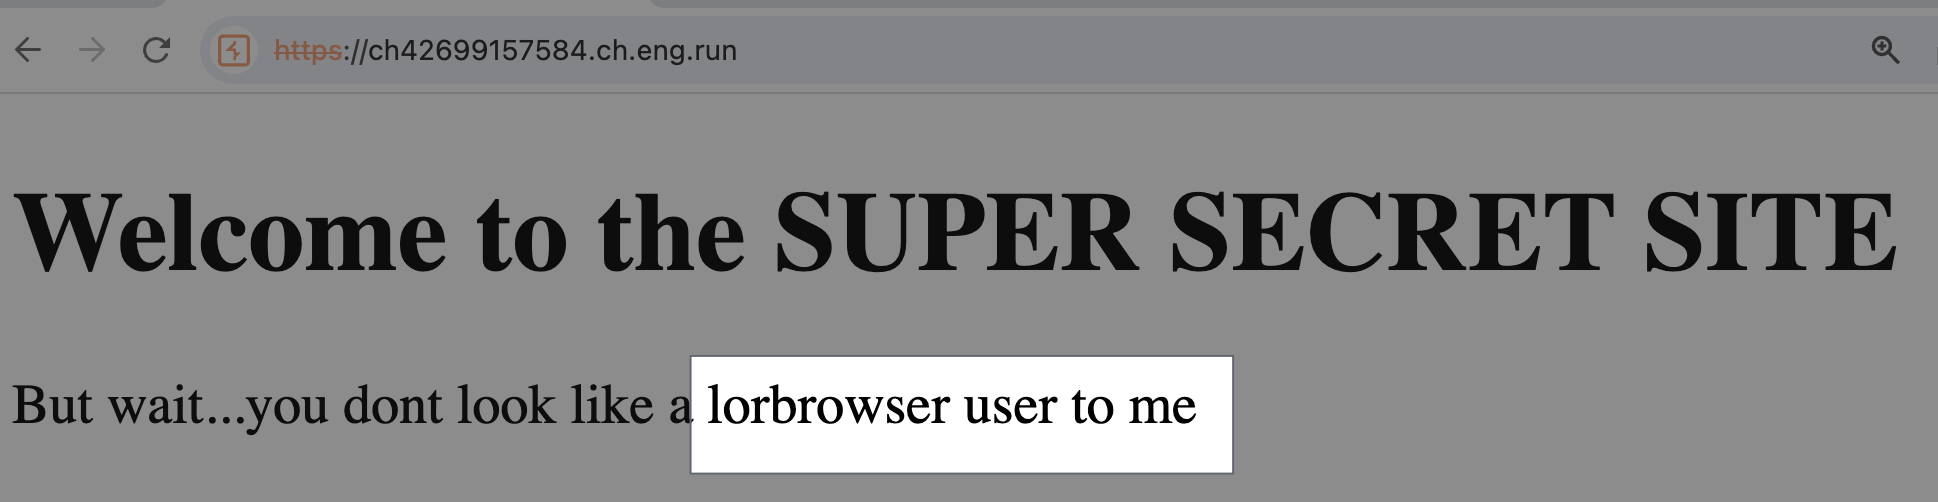 https://ch42699157584.ch.eng.run
Welcome to the SUPER SECRET SITE
But wait...you dont look like a lorbrowser user to me